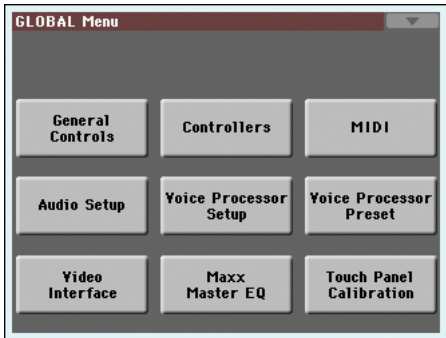 GLOBAL Menu
General
Controls
Controllers
MIDI
Audio Setup
Voice Processor
Setup
Voice Processor
Preset
Video
Interface
Maxx
Master EQ
Touch Panel
Calibration